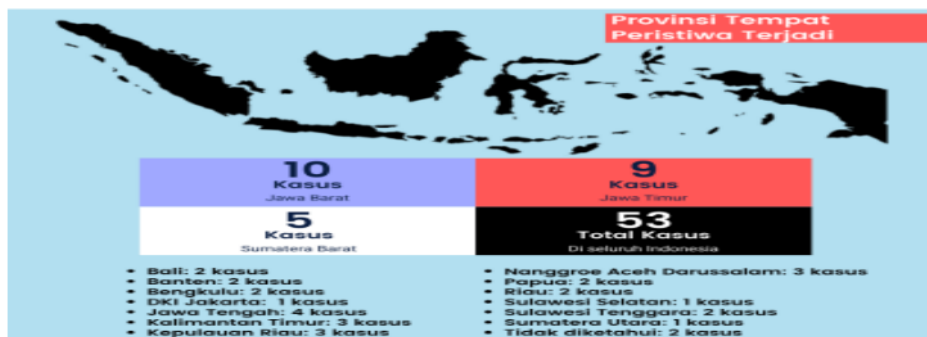 Provinsi Tempat
Peristiwa Terjadi
10
Kasus
Jawa Barat
9
Kasus
Jawa Timur
5
Kasus
Sumatera Barat
53
Total Kasus
Di seluruh Indonesia
• Bali: 2 kasus
• Banten: 2 kasus
• Bengkulu: 2 kasus
• DKI Jakarta: 1 kasus
• Jawa Tengah: 4 kasus
• Kalimantan Timur: 3 kasus
• Kepulauan Riau: 3 kasus
• Nanggroe Aceh Darussalam: 3 kasus
• Papua: 2 kasus
• Riau: 2 kasus
• Sulawesi Selatan: 1 kasus
• Sulawesi Tenggara: 2 kasus
• Sumatera Utara: 1 kasus
• Tidak diketahui: 2 kasus